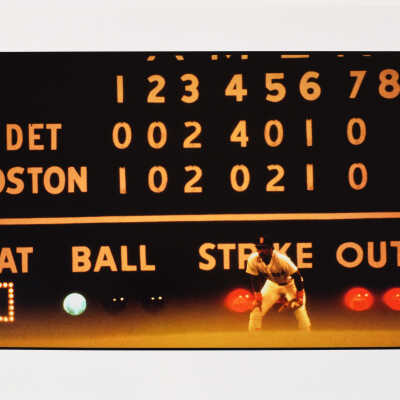 1 2 3 4 5 6 7 8
DET 0 0 2 4 0 1 0
OSTON 1 0 2 0 2 1 0
AT BALL STRIKE OUT